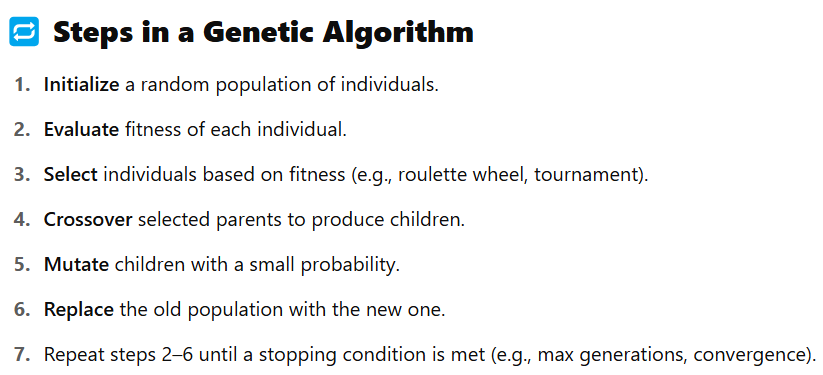 🔁 Steps in a Genetic Algorithm
1. Initialize a random population of individuals.
2. Evaluate fitness of each individual.
3. Select individuals based on fitness (e.g., roulette wheel, tournament).
4. Crossover selected parents to produce children.
5. Mutate children with a small probability.
6. Replace the old population with the new one.
7. Repeat steps 2–6 until a stopping condition is met (e.g., max generations, convergence).